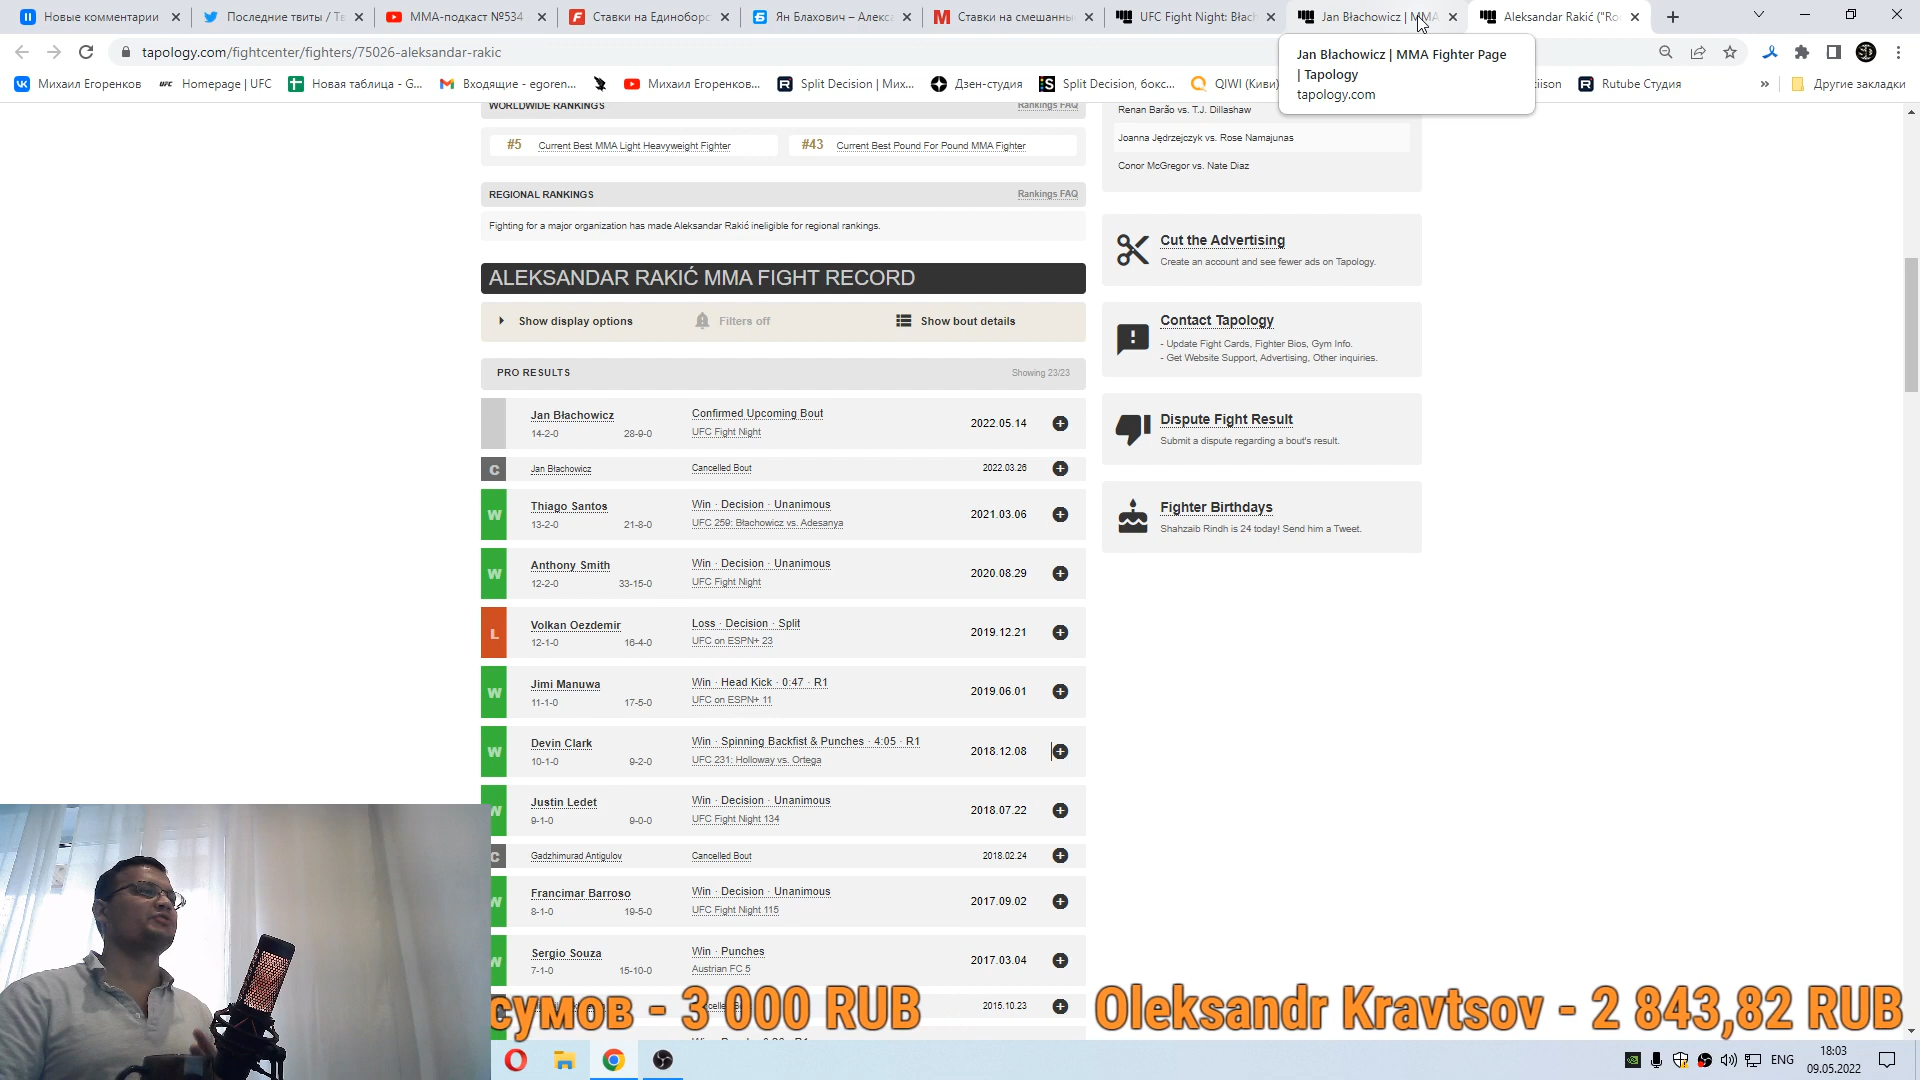 Новые комментарии
Последние твиты / Тв
MMA-подкаст №534
Ставки на Единоборс
Ян Блахович – Алекса
Ставки на смешанны
UFC Fight Night: Błach
Jan Błachowicz | MMA
Aleksandar Rakić ("Ro
tapology.com/fightcenter/fighters/75026-aleksandar-rakic
Михаил Егоренков
Homepage | UFC
Новая таблица - G...
Входящие - egoren...
Михаил Егоренков...
Split Decision | Мих...
Дзен-студия
Split Decision, бокс...
QIWI (Киви)
Rutube Студия
»
Другие закладки
Jan Błachowicz | MMA Fighter Page
| Tapology
tapology.com
WORLDWIDE RANKINGS
Rankings FAQ
#5 Current Best MMA Light Heavyweight Fighter
#43 Current Best Pound For Pound MMA Fighter
REGIONAL RANKINGS
Rankings FAQ
Fighting for a major organization has made Aleksandar Rakić ineligible for regional rankings.
ALEKSANDAR RAKIĆ MMA FIGHT RECORD
Show display options
Filters off
Show bout details
PRO RESULTS
Showing 23/23
Jan Błachowicz Confirmed Upcoming Bout 2022.05.14
14-2-0 28-9-0 UFC Fight Night
C Jan Błachowicz Cancelled Bout 2022.03.26
W Thiago Santos Win · Decision · Unanimous 2021.03.06
13-2-0 21-8-0 UFC 259: Błachowicz vs. Adesanya
W Anthony Smith Win · Decision · Unanimous 2020.08.29
12-2-0 33-15-0 UFC Fight Night
L Volkan Oezdemir Loss · Decision · Split 2019.12.21
12-1-0 16-4-0 UFC on ESPN+ 23
W Jimi Manuwa Win · Head Kick · 0:47 · R1 2019.06.01
11-1-0 17-5-0 UFC on ESPN+ 11
W Devin Clark Win · Spinning Backfist & Punches · 4:05 · R1 2018.12.08
10-1-0 9-2-0 UFC 231: Holloway vs. Ortega
W Justin Ledet Win · Decision · Unanimous 2018.07.22
9-1-0 9-0-0 UFC Fight Night 134
C Gadzhimurad Antigulov Cancelled Bout 2018.02.24
W Francimar Barroso Win · Decision · Unanimous 2017.09.02
8-1-0 19-5-0 UFC Fight Night 115
W Sergio Souza Win · Punches 2017.03.04
7-1-0 15-10-0 Austrian FC 5
2015.10.23
Renan Barão vs. T.J. Dillashaw
Joanna Jędrzejczyk vs. Rose Namajunas
Conor McGregor vs. Nate Diaz
Cut the Advertising
Create an account and see fewer ads on Tapology.
Contact Tapology
- Update Fight Cards, Fighter Bios, Gym Info.
- Get Website Support, Advertising, Other inquiries.
Dispute Fight Result
Submit a dispute regarding a bout's result.
Fighter Birthdays
Shahzaib Rindh is 24 today! Send him a Tweet.
сумов - 3 000 RUB
Oleksandr Kravtsov - 2 843,82 RUB
ENG
18:03
09.05.2022